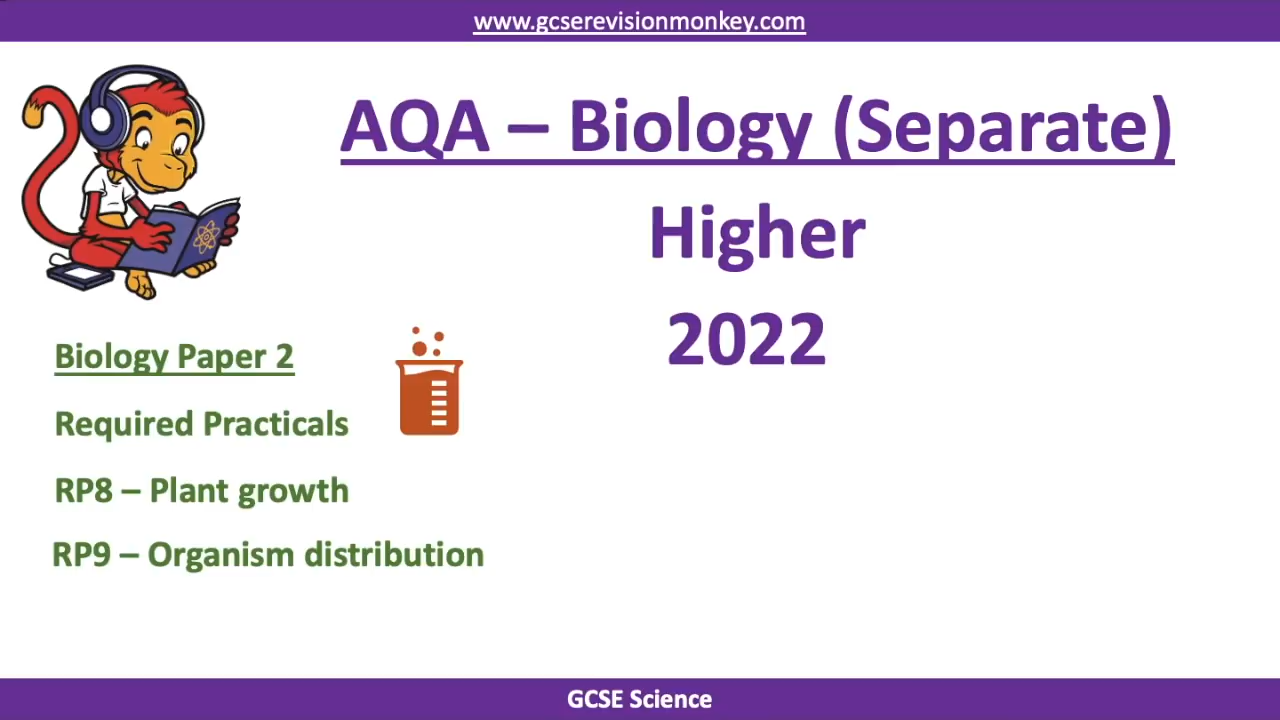 www.gcserevisionmonkey.com
AQA – Biology (Separate)
Higher
2022
Biology Paper 2
Required Practicals
RP8 – Plant growth
RP9 – Organism distribution
GCSE Science